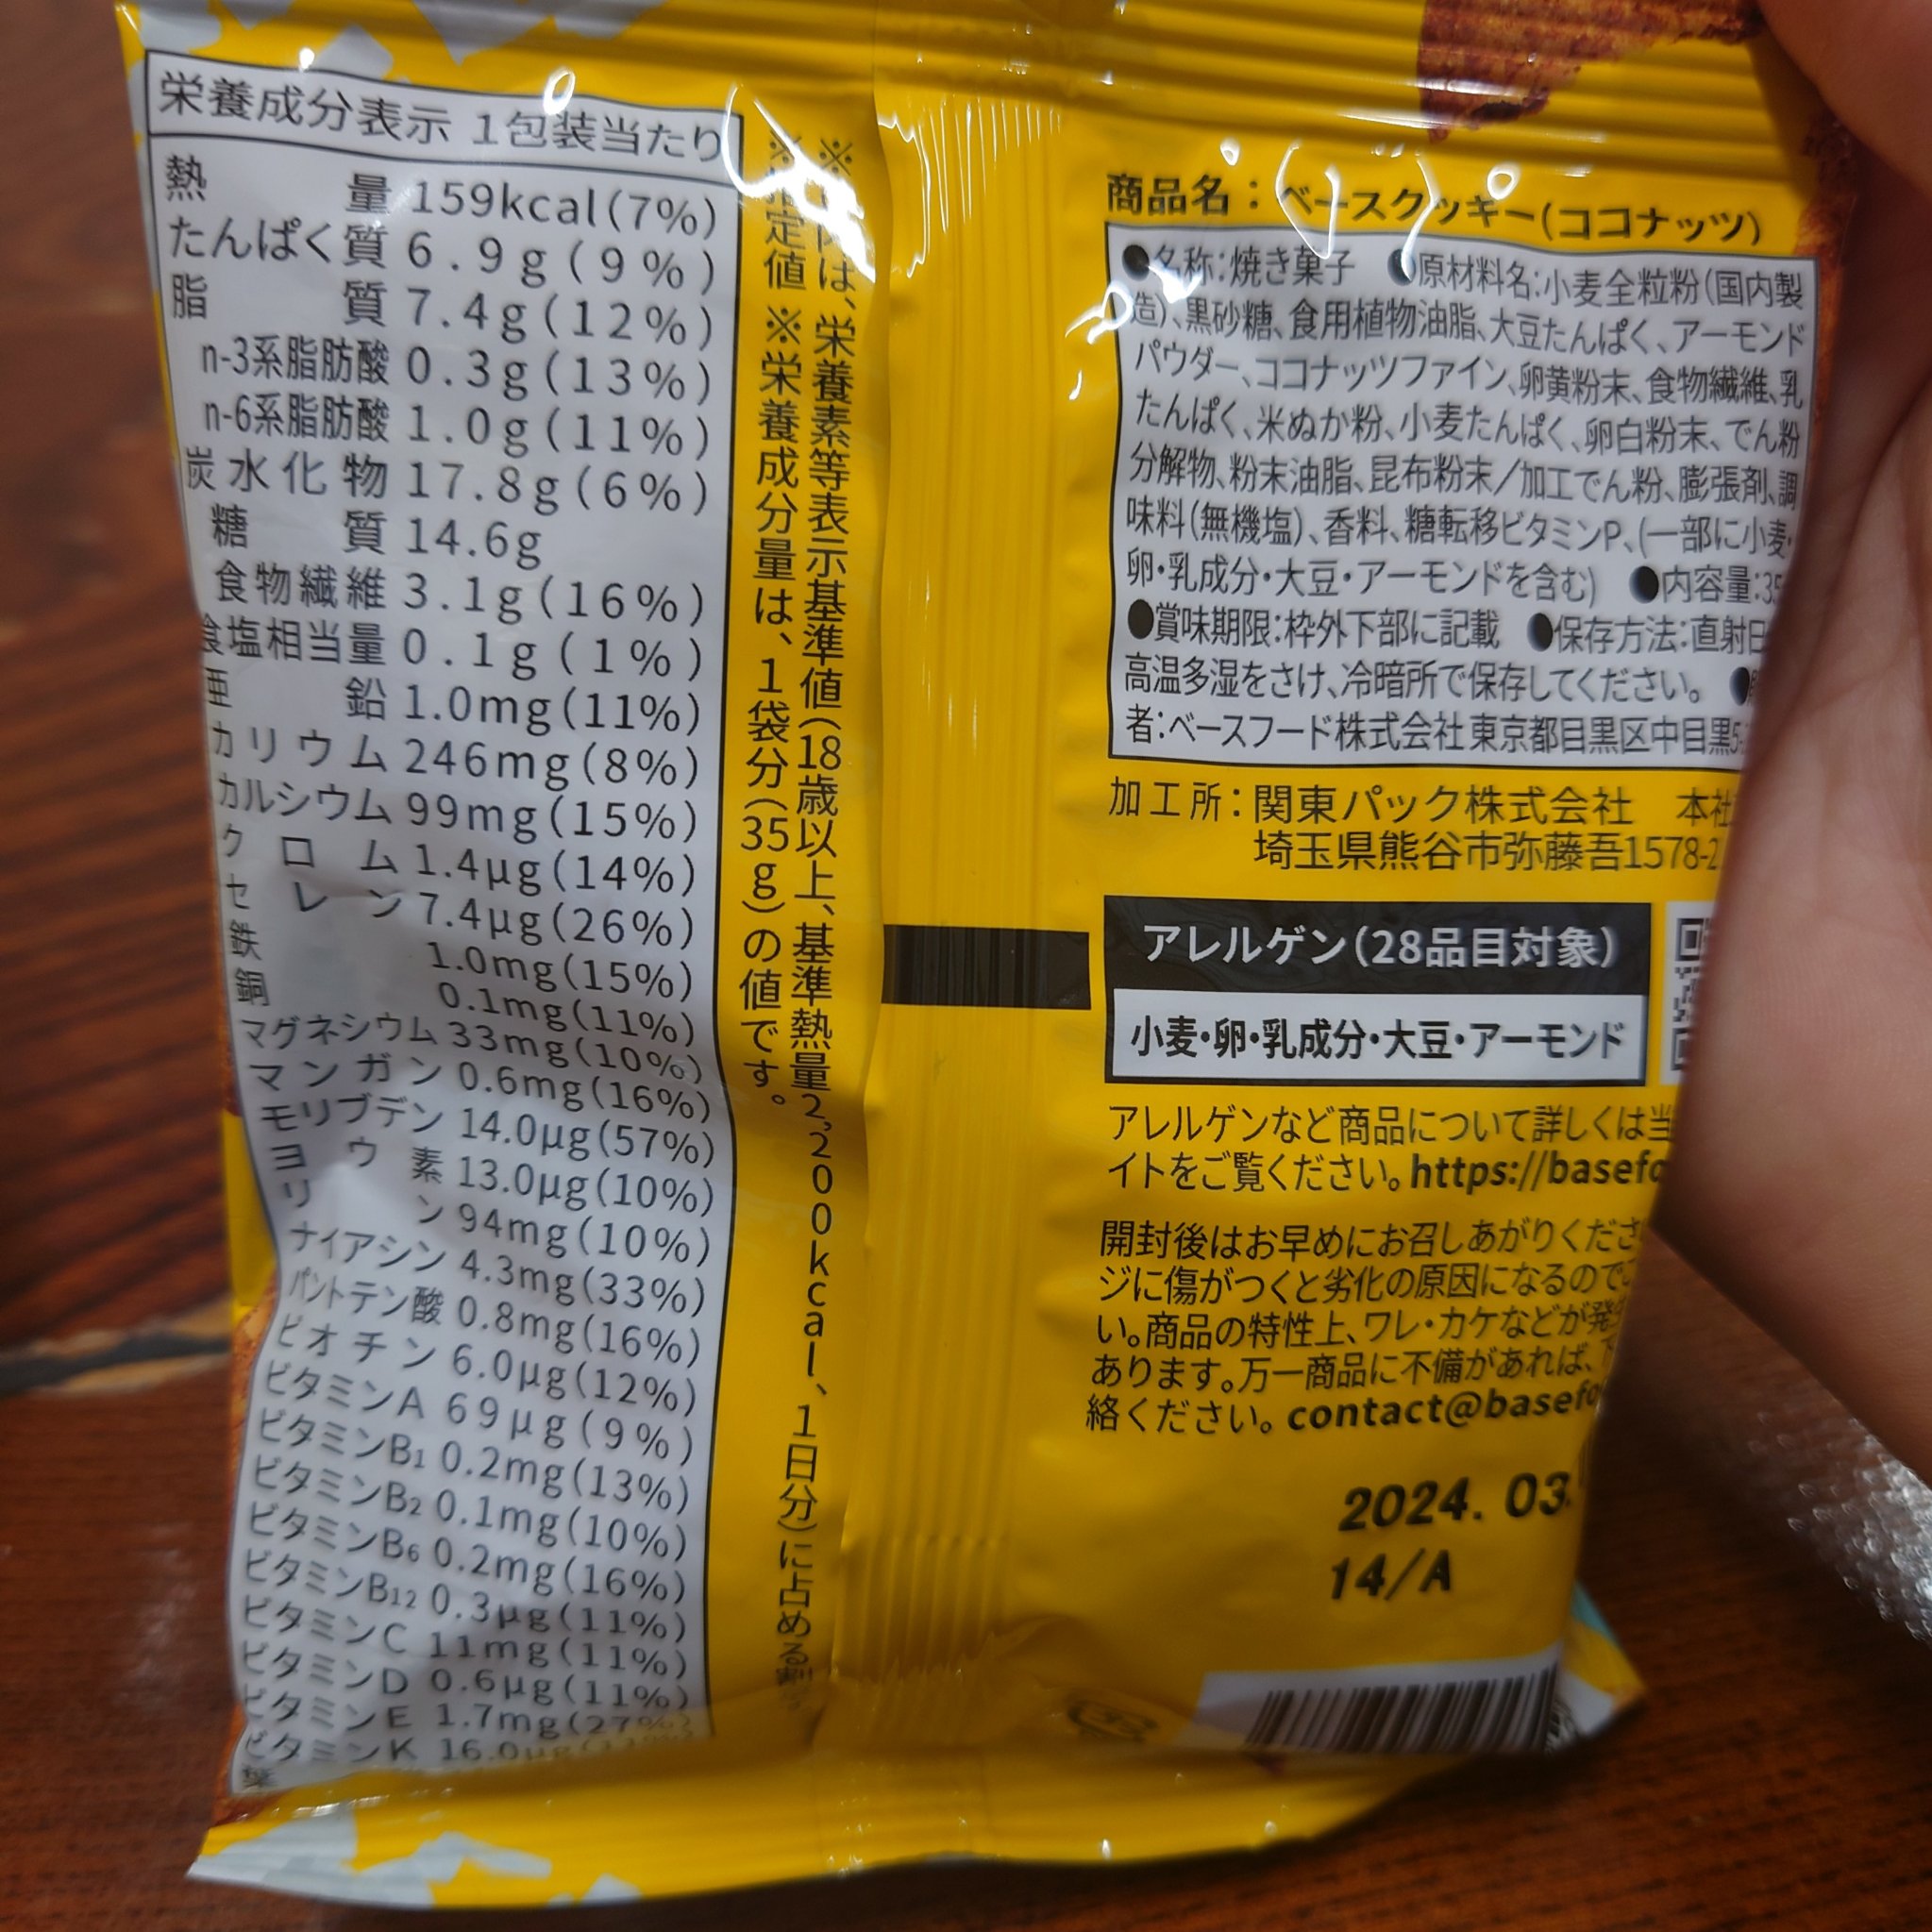 栄養成分表示 1包装当たり
熱量 159kcal(7%)
たんぱく質 6.9g(9%)
脂質 7.4g(12%)
n-3系脂肪酸 0.3g(13%)
n-6系脂肪酸 1.0g(11%)
炭水化物 17.8g(6%)
糖質 14.6g
食物繊維 3.1g(16%)
食塩相当量 0.1g(1%)
亜鉛 1.0mg(11%)
カリウム 246mg(8%)
カルシウム 99mg(15%)
クロム 1.4μg(14%)
セレン 7.4μg(26%)
鉄 1.0mg(15%)
銅 0.1mg(11%)
マグネシウム 33mg(10%)
マンガン 0.6mg(16%)
モリブデン 14.0μg(57%)
ヨウ素 13.0μg(10%)
リン 94mg(10%)
ナイアシン 4.3mg(33%)
パントテン酸 0.8mg(16%)
ビオチン 6.0μg(12%)
ビタミンA 69μg(9%)
ビタミンB1 0.2mg(13%)
ビタミンB2 0.1mg(10%)
ビタミンB6 0.2mg(16%)
ビタミンB12 0.3μg(11%)
ビタミンC 11mg(11%)
ビタミンD 0.6μg(11%)
ビタミンE 1.7mg(27%)
ビタミンK 16.0μg
葉
は、栄養素等表示基準値(18歳以上、基準熱量2,200kcal、1日分)に占める割
定値 ※栄養成分量は、1袋分(35g)の値です。
商品名：ベースクッキー(ココナッツ)
●名称:焼き菓子 ●原材料名:小麦全粒粉(国内製
造)、黒砂糖、食用植物油脂、大豆たんぱく、アーモンド
パウダー、ココナッツファイン、卵黄粉末、食物繊維、乳
たんぱく、米ぬか粉、小麦たんぱく、卵白粉末、でん粉
分解物、粉末油脂、昆布粉末/加工でん粉、膨張剤、調
味料(無機塩)、香料、糖転移ビタミンP、(一部に小麦・
卵・乳成分・大豆・アーモンドを含む) ●内容量:35
●賞味期限:枠外下部に記載 ●保存方法:直射日
高温多湿をさけ、冷暗所で保存してください。 ●
者:ベースフード株式会社 東京都目黒区中目黒5-
加工所：関東パック株式会社 本社
埼玉県熊谷市弥藤吾1578-2
アレルゲン(28品目対象)
小麦・卵・乳成分・大豆・アーモンド
アレルゲンなど商品について詳しくは当
イトをご覧ください。https://basefo
開封後はお早めにお召しあがりくださ
ジに傷がつくと劣化の原因になるのでご
い。商品の特性上、ワレ・カケなどが発
あります。万一商品に不備があれば、下
絡ください。contact@basefo
2024. 03.
14/A